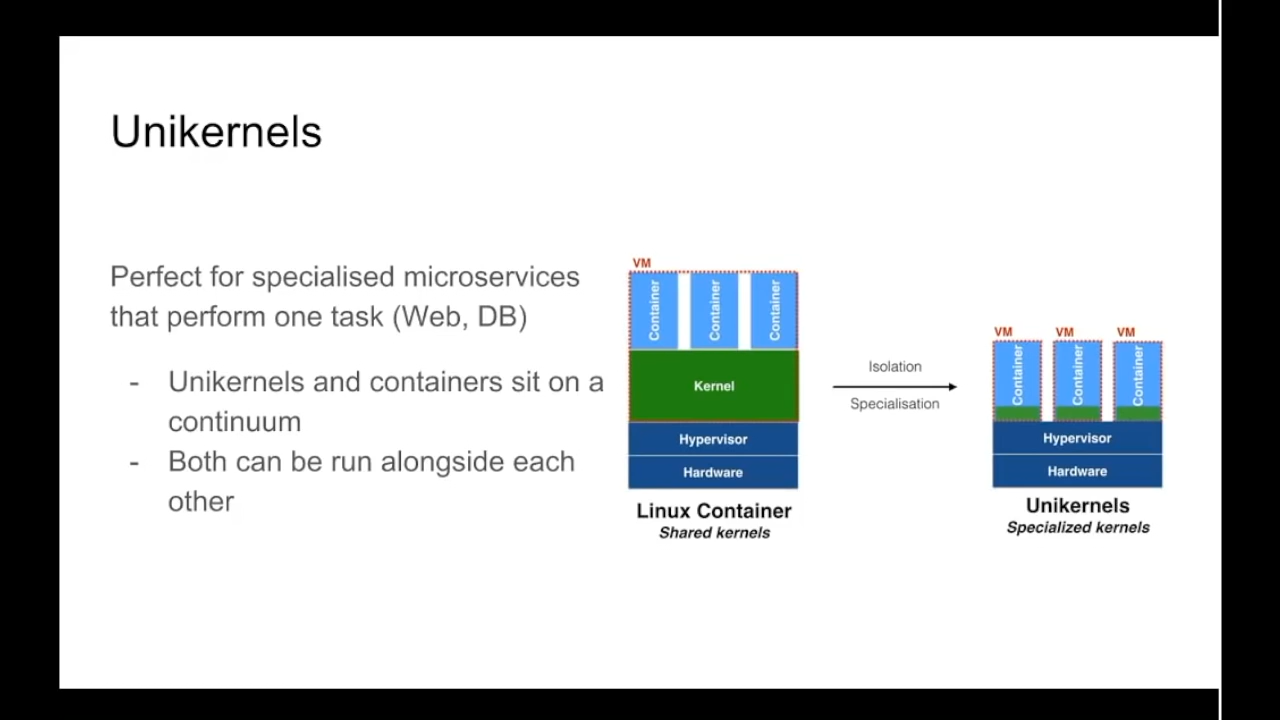 Unikernels
Perfect for specialised microservices
that perform one task (Web, DB)
- Unikernels and containers sit on a
continuum
- Both can be run alongside each
other
VM
Container
Container
Container
Kernel
Hypervisor
Hardware
Linux Container
Shared kernels
Isolation
Specialisation
VM
VM
VM
Container
Container
Container
Hypervisor
Hardware
Unikernels
Specialized kernels